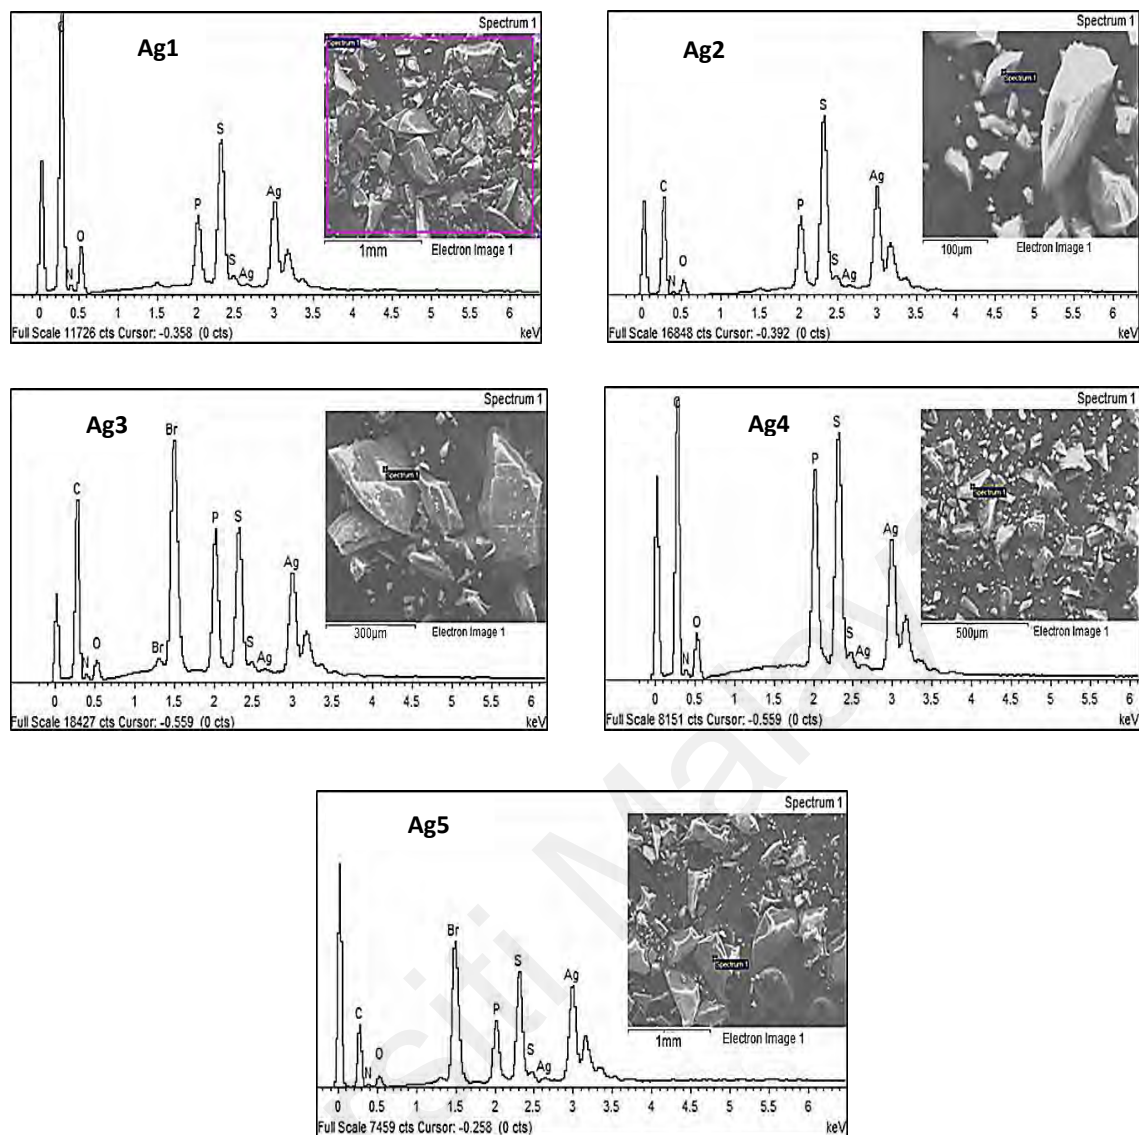 Spectrum 1
Ag1
C
Spectrum 1
S
P
Ag
O
N
S
Ag
1mm Electron Image 1
0 0.5 1 1.5 2 2.5 3 3.5 4 4.5 5 5.5 6
Full Scale 11726 cts Cursor: -0.358 (0 cts) keV
Spectrum 1
Ag2
Spectrum 1
S
P
C
Ag
O
N
S
Ag
100µm Electron Image 1
0 0.5 1 1.5 2 2.5 3 3.5 4 4.5 5 5.5 6
Full Scale 16848 cts Cursor: -0.392 (0 cts) keV
Spectrum 1
Ag3
Br
Spectrum 1
C
P S
Ag
O
N
Br
S
Ag
300µm Electron Image 1
0 0.5 1 1.5 2 2.5 3 3.5 4 4.5 5 5.5 6
Full Scale 18427 cts Cursor: -0.559 (0 cts) keV
Spectrum 1
C
Ag4
S
P
Spectrum 1
Ag
O
N
S
Ag
500µm Electron Image 1
0 0.5 1 1.5 2 2.5 3 3.5 4 4.5 5 5.5 6
Full Scale 8151 cts Cursor: -0.559 (0 cts) keV
Spectrum 1
Ag5
Br
S
Spectrum 1
Ag
P
C
O
N
S
Ag
1mm Electron Image 1
0 0.5 1 1.5 2 2.5 3 3.5 4 4.5 5 5.5 6
Full Scale 7459 cts Cursor: -0.258 (0 cts) keV
siti Malay